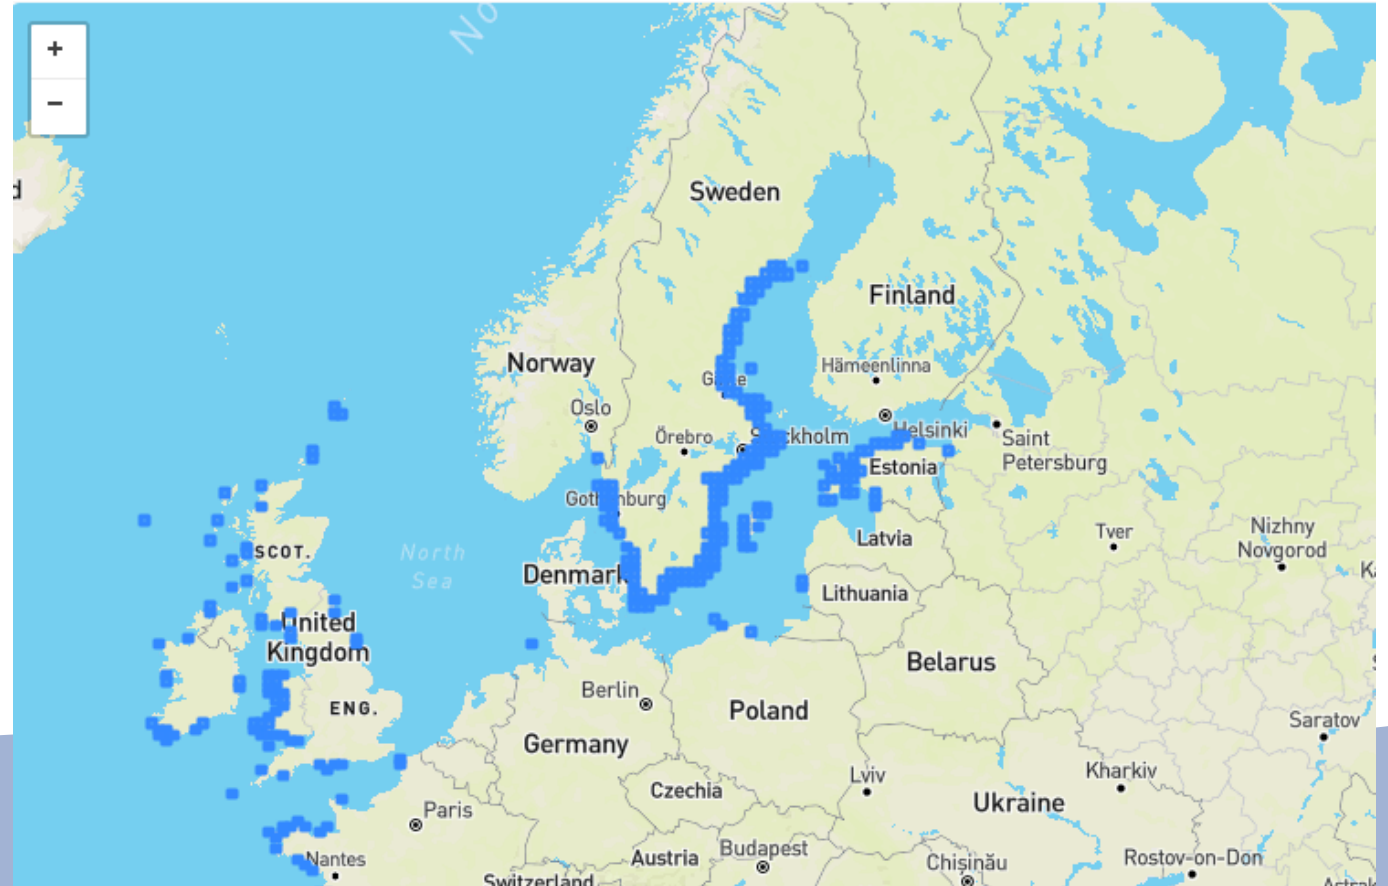 No
+
−
d
Sweden
Finland
Norway
Hämeenlinna
Oslo
Helsinki
Örebro
Saint
Petersburg
Estonia
Tver
Nizhny
Novgorod
Latvia
SCOT.
North
Sea
Denmark
Lithuania
United
Kingdom
Belarus
Berlin
ENG.
Poland
Saratov
Germany
Lviv
Kharkiv
Czechia
Ukraine
Paris
Budapest
Nantes
Austria
Chișinău
Rostov-on-Don
Switzerland